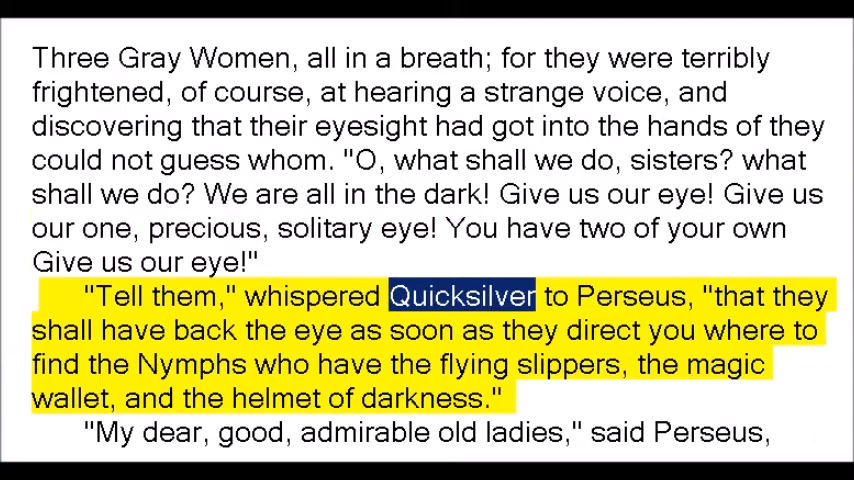 Three Gray Women, all in a breath; for they were terribly
frightened, of course, at hearing a strange voice, and
discovering that their eyesight had got into the hands of they
could not guess whom. "O, what shall we do, sisters? what
shall we do? We are all in the dark! Give us our eye! Give us
our one, precious, solitary eye! You have two of your own
Give us our eye!"
"Tell them," whispered Quicksilver to Perseus, "that they
shall have back the eye as soon as they direct you where to
find the Nymphs who have the flying slippers, the magic
wallet, and the helmet of darkness."
"My dear, good, admirable old ladies," said Perseus,